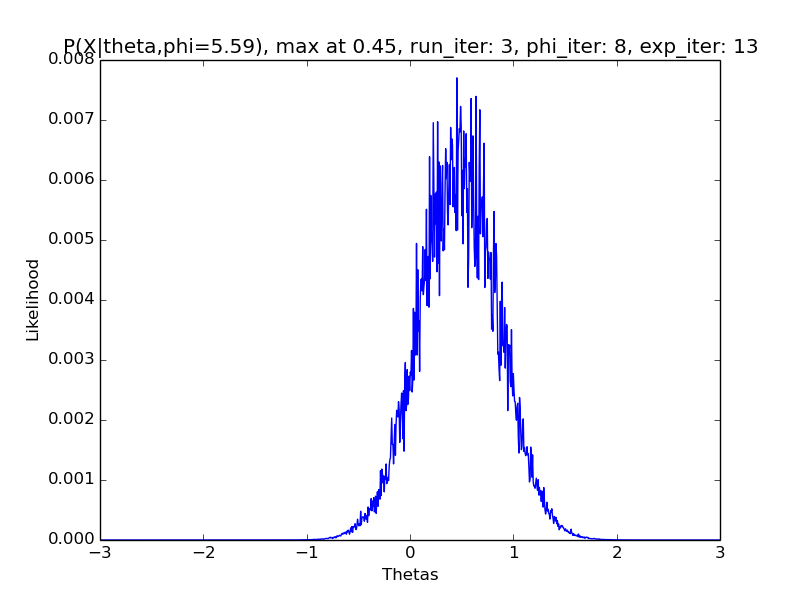 P(X|theta,phi=5.59), max at 0.45, run_iter: 3, phi_iter: 8, exp_iter: 13
0.008
0.007
0.006
0.005
0.004
0.003
0.002
0.001
0.000
Likelihood
−3 −2 −1 0 1 2 3
Thetas